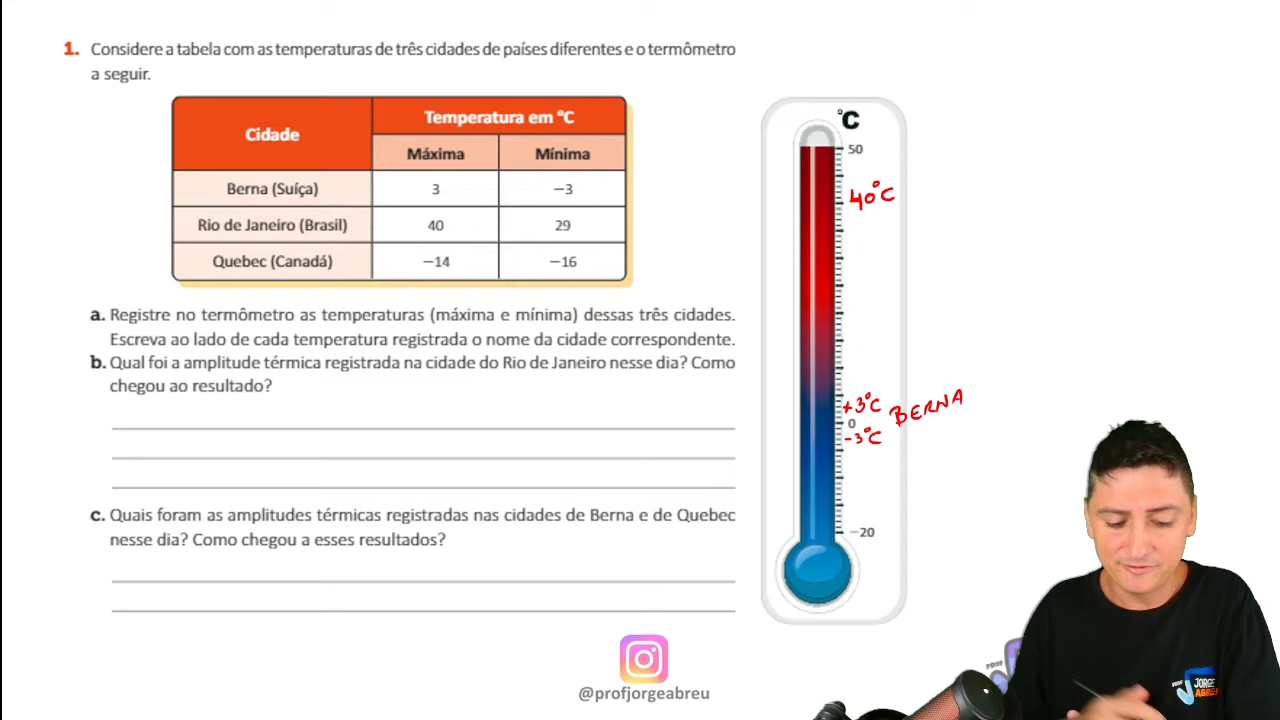 1. Considere a tabela com as temperaturas de três cidades de países diferentes e o termômetro
a seguir.
Cidade
Temperatura em °C
Máxima
Mínima
Berna (Suíça) 3 −3
Rio de Janeiro (Brasil) 40 29
Quebec (Canadá) −14 −16
a. Registre no termômetro as temperaturas (máxima e mínima) dessas três cidades.
Escreva ao lado de cada temperatura registrada o nome da cidade correspondente.
b. Qual foi a amplitude térmica registrada na cidade do Rio de Janeiro nesse dia? Como
chegou ao resultado?
c. Quais foram as amplitudes térmicas registradas nas cidades de Berna e de Quebec
nesse dia? Como chegou a esses resultados?
°C
50
40°C
+3°C
BERNA
0
-3°C
−20
@profjorgeabreu
PROF
PROF
JORGE